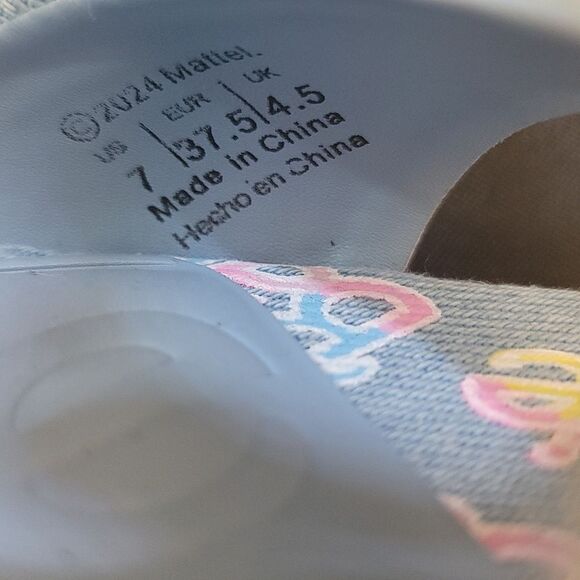 ©2024 Mattel.
US EUR UK
7 37.5 4.5
Made in China
Hecho en China